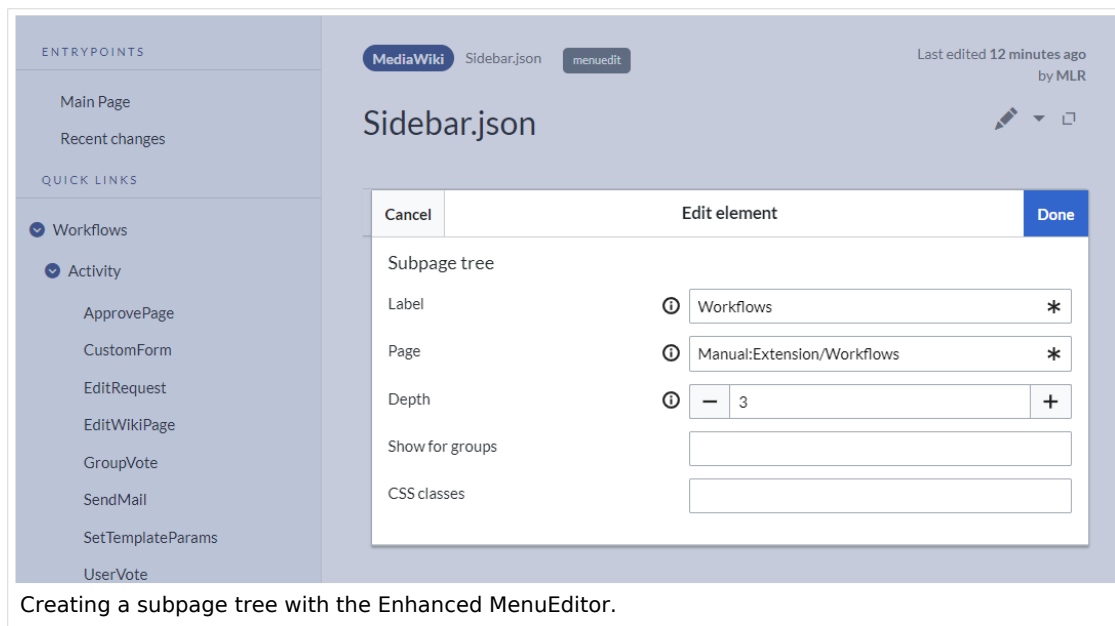 ENTRYPOINTS
Main Page
Recent changes
QUICK LINKS
Workflows
Activity
ApprovePage
CustomForm
EditRequest
EditWikiPage
GroupVote
SendMail
SetTemplateParams
UserVote
MediaWiki Sidebar.json menuedit
Last edited 12 minutes ago
by MLR
Sidebar.json
Cancel Edit element Done
Subpage tree
Label Workflows *
Page Manual:Extension/Workflows *
Depth − 3 +
Show for groups
CSS classes
Creating a subpage tree with the Enhanced MenuEditor.